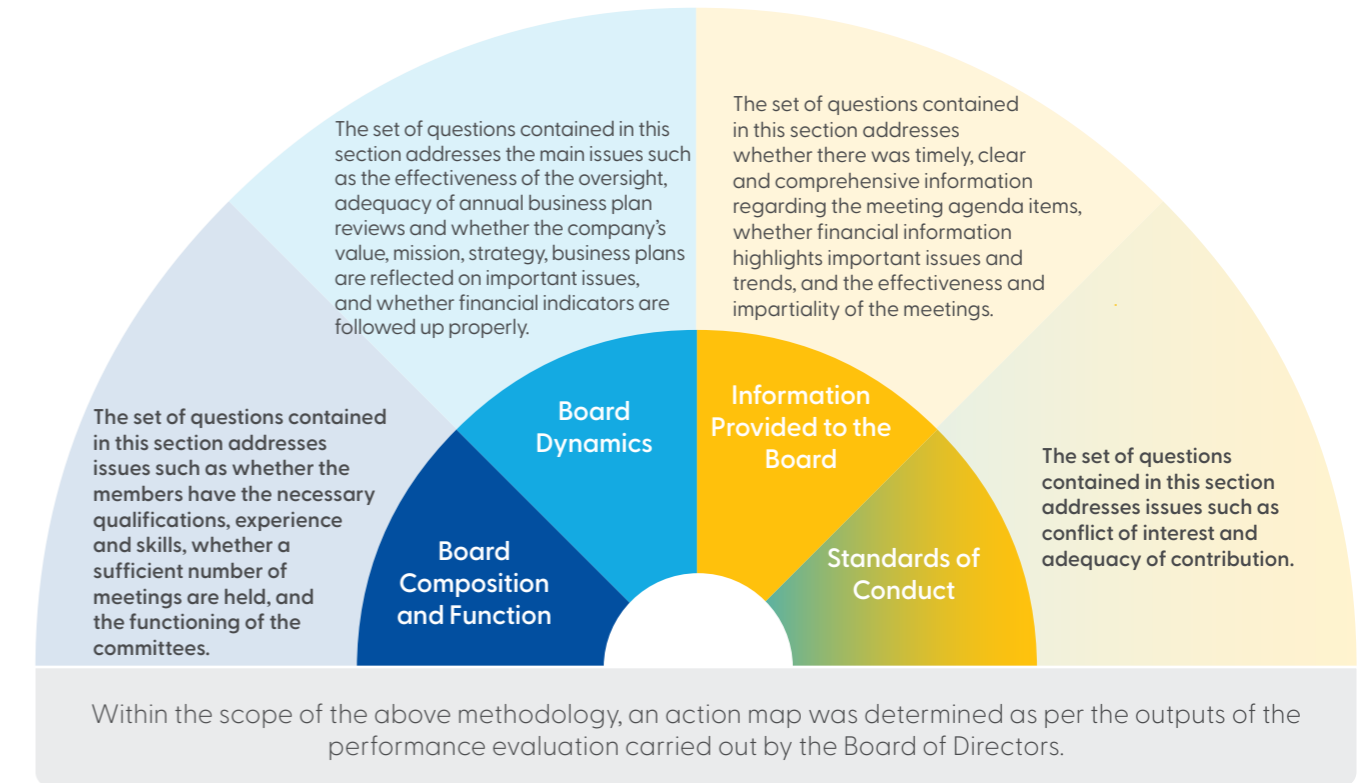 The set of questions contained
in this section addresses
issues such as whether the
members have the necessary
qualifications, experience
and skills, whether a
sufficient number of
meetings are held, and
the functioning of the
committees.
Board
Composition
and Function
The set of questions contained in this
section addresses the main issues such
as the effectiveness of the oversight,
adequacy of annual business plan
reviews and whether the company’s
value, mission, strategy, business plans
are reflected on important issues,
and whether financial indicators are
followed up properly.
Board
Dynamics
The set of questions contained
in this section addresses
whether there was timely, clear
and comprehensive information
regarding the meeting agenda items,
whether financial information
highlights important issues and
trends, and the effectiveness and
impartiality of the meetings.
Information
Provided to the
Board
The set of questions
contained in this section
addresses issues such as
conflict of interest and
adequacy of contribution.
Standards of
Conduct
Within the scope of the above methodology, an action map was determined as per the outputs of the
performance evaluation carried out by the Board of Directors.